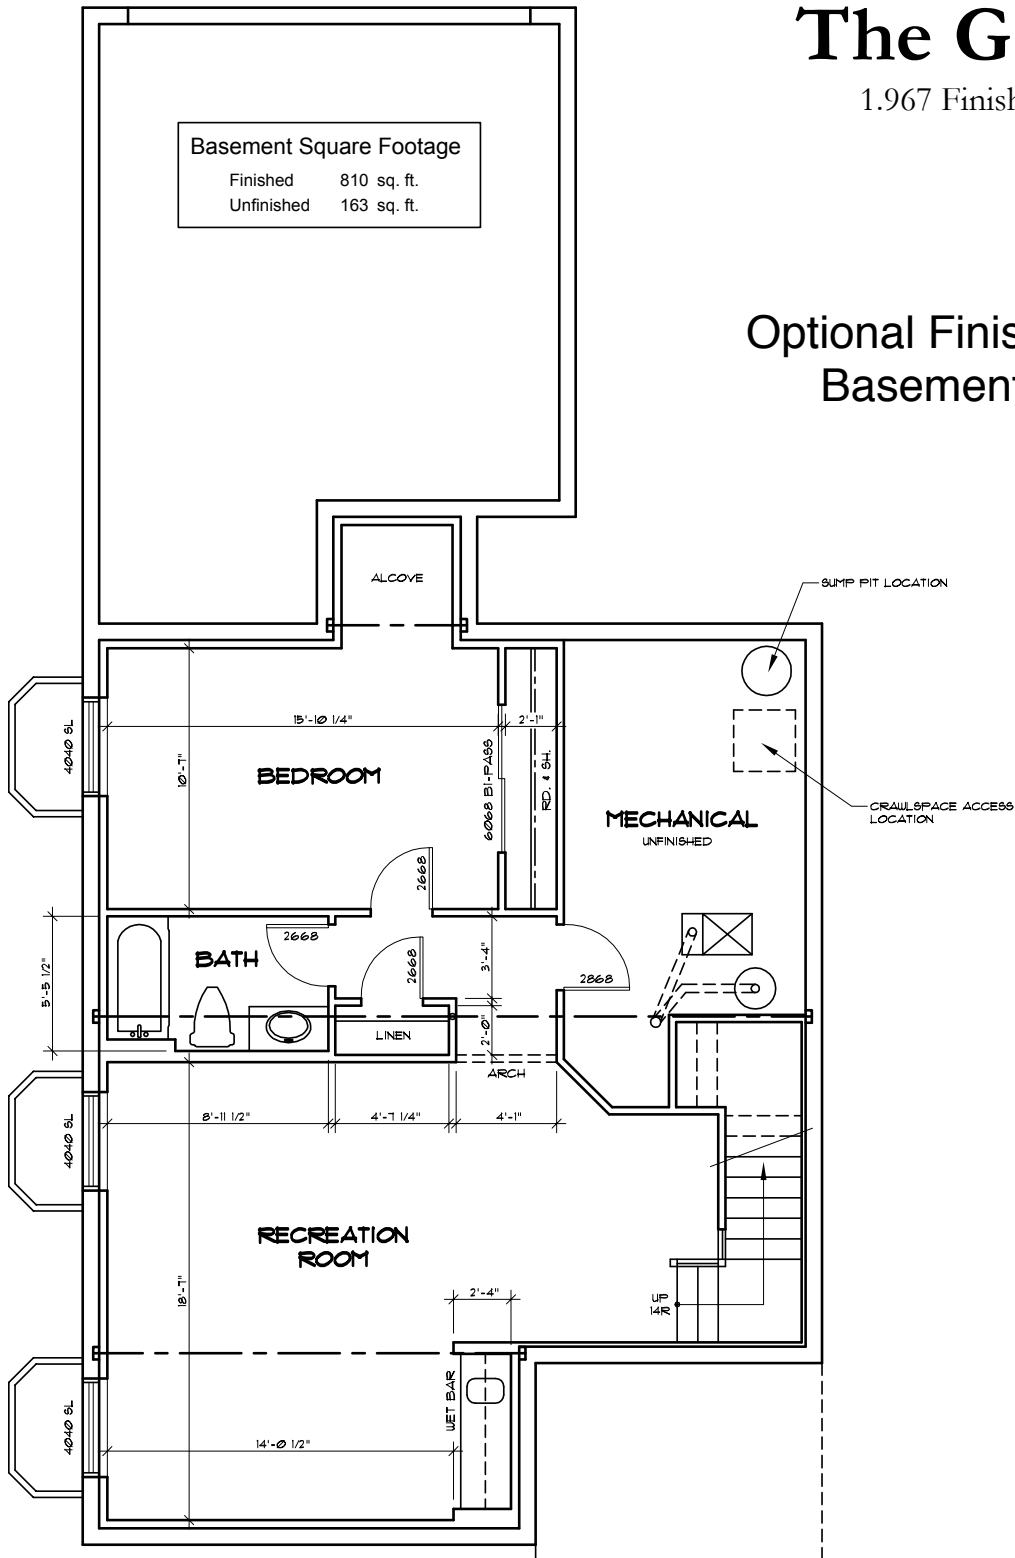 The G
1.967 Finish
Basement Square Footage
Finished 810 sq. ft.
Unfinished 163 sq. ft.
Optional Finis
Basement
ALCOVE
SUMP PIT LOCATION
4040 SL
15'-10 1/4"
2'-1"
10'-7"
BEDROOM
6068 BI-PASS
RD. & SH.
CRAWLSPACE ACCESS
LOCATION
MECHANICAL
UNFINISHED
2668
5'-5 1/2"
BATH
2668
2668
3'-4"
2868
LINEN
2'-0"
ARCH
4040 SL
8'-11 1/2"
4'-7 1/4"
4'-1"
RECREATION
ROOM
18'-7"
2'-4"
UP
14R
4040 SL
WET BAR
14'-0 1/2"